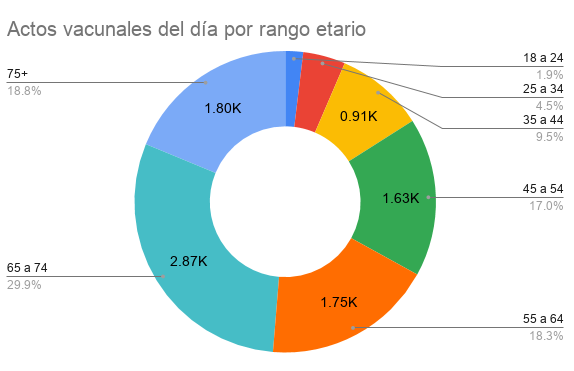 Actos vacunales del día por rango etario
18 a 24
1.9%
25 a 34
4.5%
35 a 44
9.5%
45 a 54
17.0%
55 a 64
18.3%
65 a 74
29.9%
75+
18.8%
0.91K
1.63K
1.75K
2.87K
1.80K